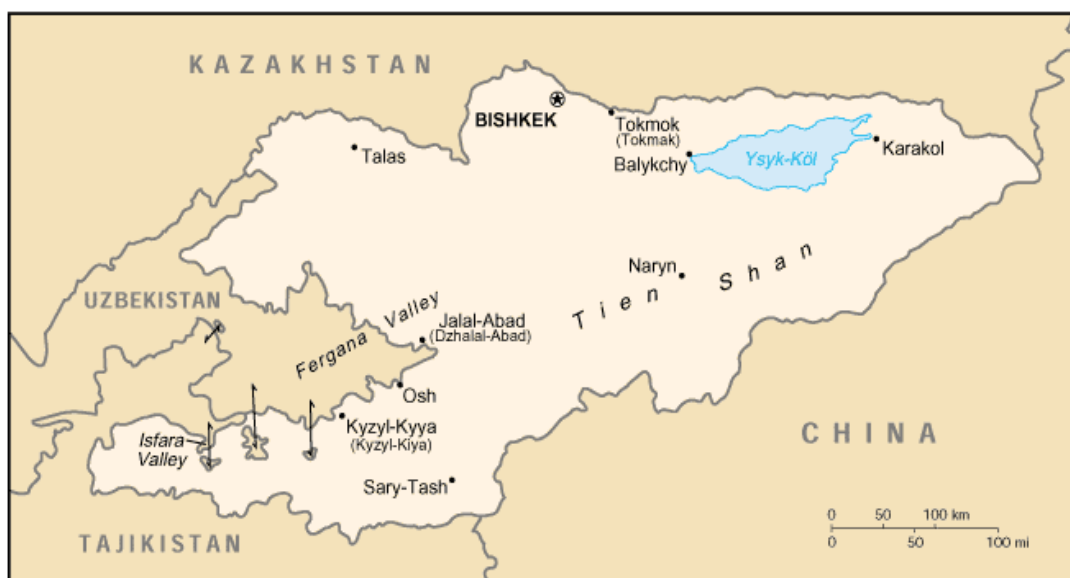 KAZAKHSTAN
BISHKEK
Tokmok
(Tokmak)
Talas
Balykchy
Ysyk-Köl
Karakol
Naryn
Tien Shan
UZBEKISTAN
Fergana Valley
Jalal-Abad
(Dzhalal-Abad)
Osh
Kyzyl-Kyya
(Kyzyl-Kiya)
Isfara
Valley
CHINA
Sary-Tash
TAJIKISTAN
0 50 100 km
0 50 100 mi